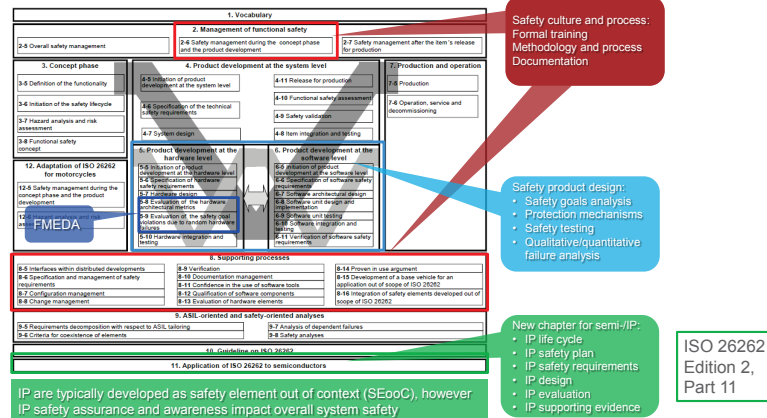 1. Vocabulary
2. Management of functional safety
2-5 Overall safety management
2-6 Safety management during the concept phase
and the product development
2-7 Safety management after the item's release
for production
3. Concept phase
3-5 Definition of the functionality
3-6 Initiation of the safety lifecycle
3-7 Hazard analysis and risk
assessment
3-8 Functional safety
concept
4. Product development at the system level
4-5 Initiation of product
development at the system level
4-6 Specification of the technical
safety requirements
4-7 System design
4-11 Release for production
4-10 Functional safety assessment
4-9 Safety validation
4-8 Item integration and testing
7. Production and operation
7-5 Production
7-6 Operation, service and
decommissioning
12. Adaptation of ISO 26262
for motorcycles
12-5 Safety management during the
concept phase and the product
development
FMEDA
5. Product development at the
hardware level
5-5 Initiation of product
development at the hardware level
5-6 Specification of hardware
safety requirements
5-7 Hardware design
5-8 Evaluation of the hardware
architectural metrics
5-9 Evaluation of the safety goal
violations due to random hardware
failures
5-10 Hardware integration and
testing
6. Product development at the
software level
6-5 Initiation of product
development at the software level
6-6 Specification of software safety
requirements
6-7 Software architectural design
6-8 Software unit design and
implementation
6-9 Software unit testing
6-10 Software integration and
testing
6-11 Verification of software safety
requirements
8. Supporting processes
8-5 Interfaces within distributed developments
8-6 Specification and management of safety
requirements
8-7 Configuration management
8-8 Change management
8-9 Verification
8-10 Documentation management
8-11 Confidence in the use of software tools
8-12 Qualification of software components
8-13 Evaluation of hardware elements
8-14 Proven in use argument
8-15 Development of a base vehicle for an
application out of scope of ISO 26262
8-16 Integration of safety elements developed out of
scope of ISO 26262
9. ASIL-oriented and safety-oriented analyses
9-5 Requirements decomposition with respect to ASIL tailoring
9-6 Criteria for coexistence of elements
9-7 Analysis of dependent failures
9-8 Safety analyses
10. Guideline on ISO 26262
11. Application of ISO 26262 to semiconductors
IP are typically developed as safety element out of context (SEooC), however
IP safety assurance and awareness impact overall system safety
Safety culture and process:
Formal training
Methodology and process
Documentation
Safety product design:
• Safety goals analysis
• Protection mechanisms
• Safety testing
• Qualitative/quantitative
failure analysis
New chapter for semi-/IP:
• IP life cycle
• IP safety plan
• IP safety requirements
• IP design
• IP evaluation
• IP supporting evidence
ISO 26262
Edition 2,
Part 11